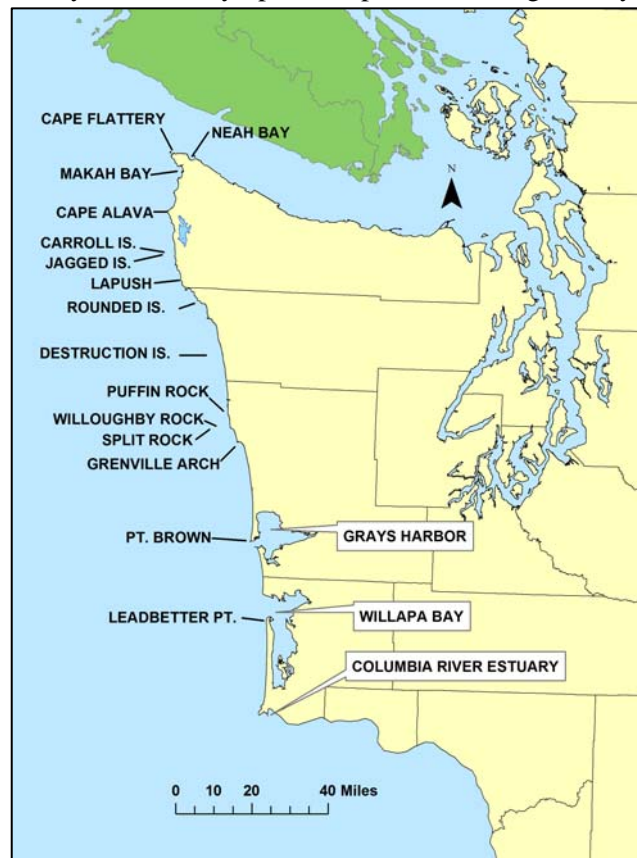 CAPE FLATTERY
NEAH BAY
N
MAKAH BAY
CAPE ALAVA
CARROLL IS.
JAGGED IS.
LAPUSH
ROUNDED IS.
DESTRUCTION IS.
PUFFIN ROCK
WILLOUGHBY ROCK
SPLIT ROCK
GRENVILLE ARCH
PT. BROWN
GRAYS HARBOR
LEADBETTER PT.
WILLAPA BAY
COLUMBIA RIVER ESTUARY
0 20 40 Miles